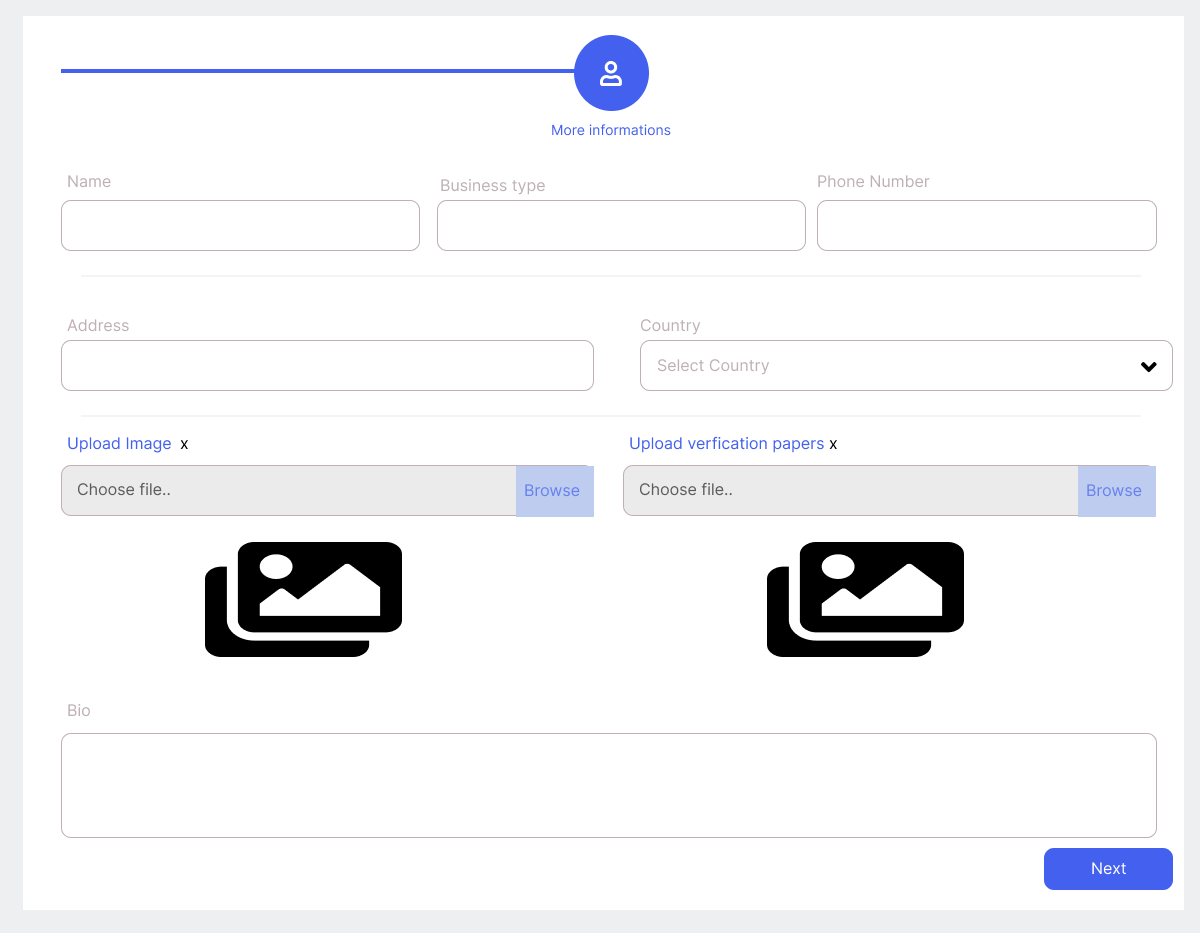 More informations
Name
Business type
Phone Number
Address
Country
Select Country
Upload Image x
Upload verfication papers x
Choose file..
Browse
Choose file..
Browse
Bio
Next